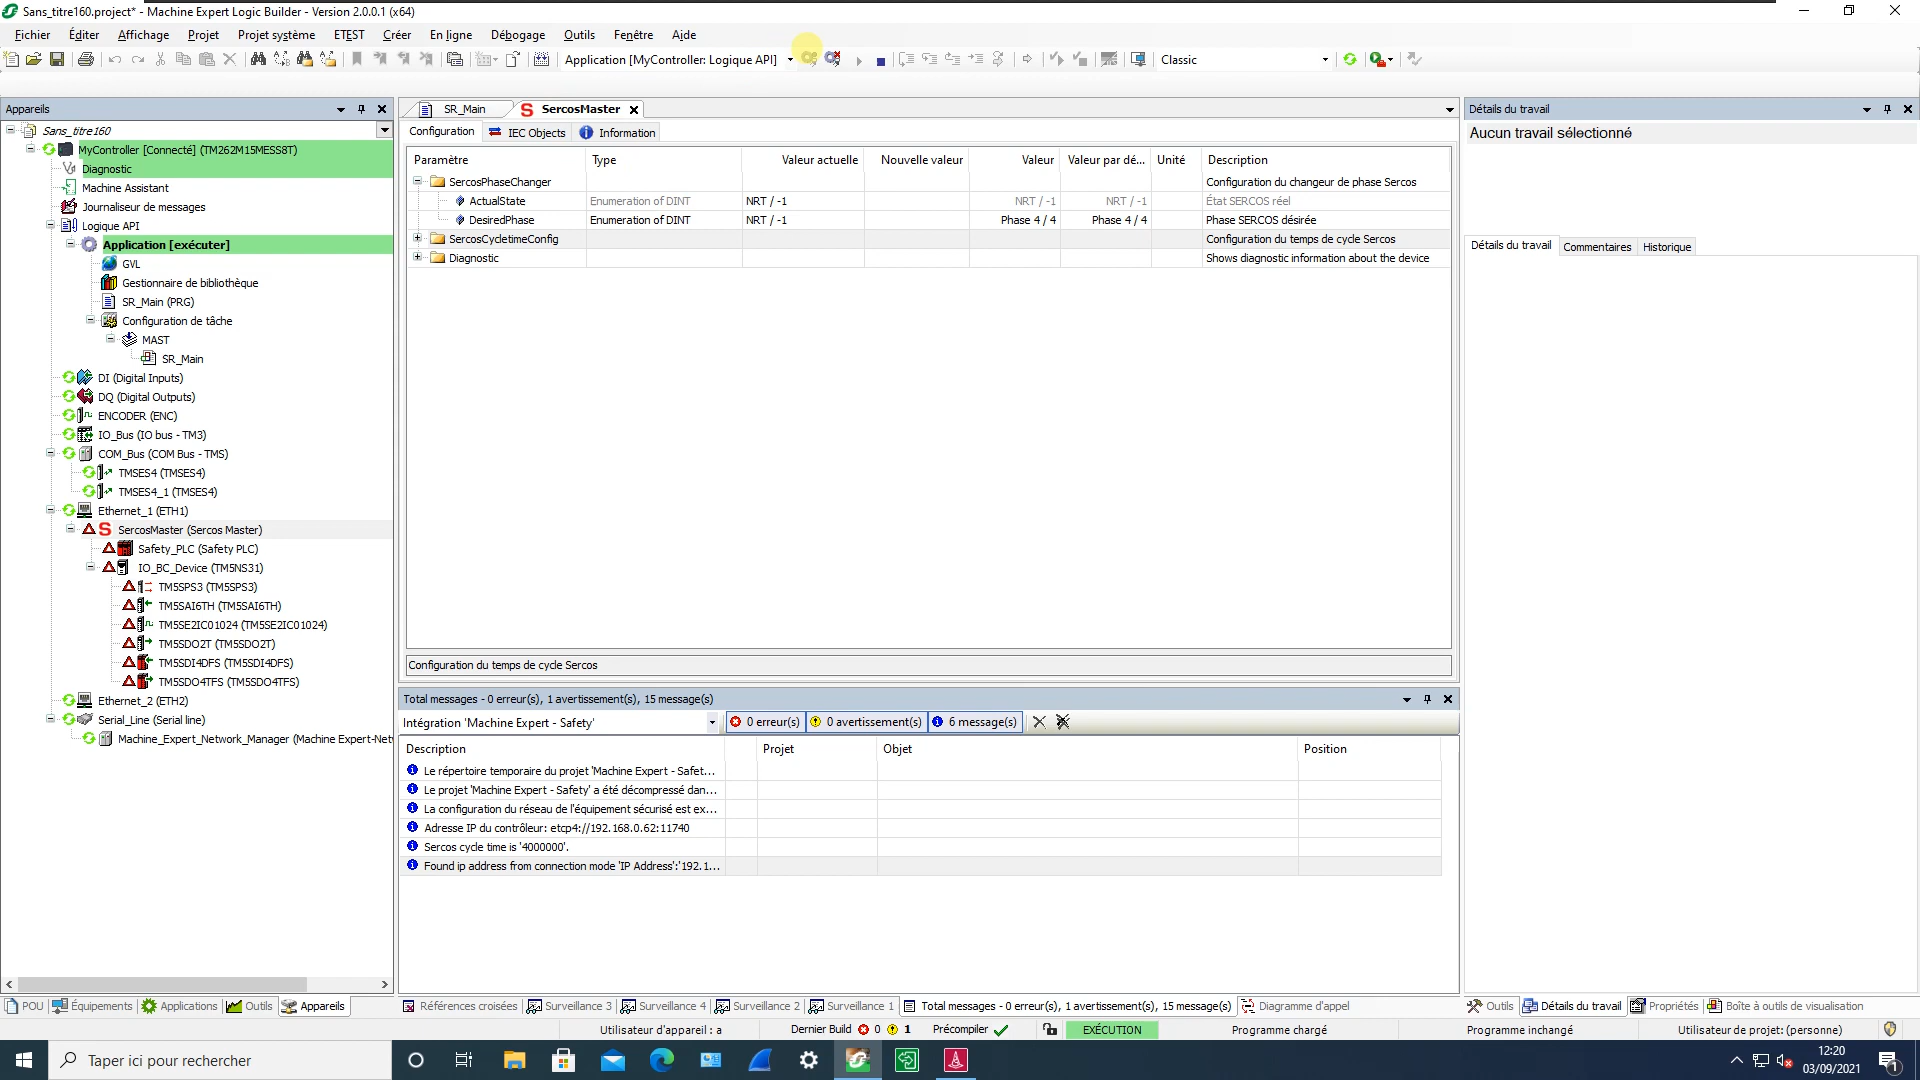 Sans_titre160.project* - Machine Expert Logic Builder - Version 2.0.0.1 (x64)
Fichier Éditer Affichage Projet Projet système ETEST Créer En ligne Débogage Outils Fenêtre Aide
Application [MyController: Logique API] Classic
Appareils
Sans_titre160
MyController [Connecté] (TM262M15MESS8T)
Diagnostic
Machine Assistant
Journaliseur de messages
Logique API
Application [exécuter]
GVL
Gestionnaire de bibliothèque
SR_Main (PRG)
Configuration de tâche
MAST
SR_Main
DI (Digital Inputs)
DQ (Digital Outputs)
ENCODER (ENC)
IO_Bus (IO bus - TM3)
COM_Bus (COM Bus - TMS)
TMSES4 (TMSES4)
TMSES4_1 (TMSES4)
Ethernet_1 (ETH1)
SercosMaster (Sercos Master)
Safety_PLC (Safety PLC)
IO_BC_Device (TM5NS31)
TM5SPS3 (TM5SPS3)
TM5SAI6TH (TM5SAI6TH)
TM5SE2IC01024 (TM5SE2IC01024)
TM5SDO2T (TM5SDO2T)
TM5SDI4DFS (TM5SDI4DFS)
TM5SDO4TFS (TM5SDO4TFS)
Ethernet_2 (ETH2)
Serial_Line (Serial line)
Machine_Expert_Network_Manager (Machine Expert-Net
POU Équipements Applications Outils Appareils
SR_Main SercosMaster
Configuration IEC Objects Information
Paramètre Type Valeur actuelle Nouvelle valeur Valeur Valeur par dé... Unité Description
SercosPhaseChanger Configuration du changeur de phase Sercos
ActualState Enumeration of DINT NRT / -1 NRT / -1 NRT / -1 État SERCOS réel
DesiredPhase Enumeration of DINT NRT / -1 Phase 4 / 4 Phase 4 / 4 Phase SERCOS désirée
SercosCycletimeConfig Configuration du temps de cycle Sercos
Diagnostic Shows diagnostic information about the device
Configuration du temps de cycle Sercos
Total messages - 0 erreur(s), 1 avertissement(s), 15 message(s)
Intégration 'Machine Expert - Safety' 0 erreur(s) 0 avertissement(s) 6 message(s)
Description Projet Objet Position
Le répertoire temporaire du projet 'Machine Expert - Safet...
Le projet 'Machine Expert - Safety' a été décompressé dan...
La configuration du réseau de l'équipement sécurisé est ex...
Adresse IP du contrôleur: etcp4://192.168.0.62:11740
Sercos cycle time is '4000000'.
Found ip address from connection mode 'IP Address':'192.1...
Références croisées Surveillance 3 Surveillance 4 Surveillance 2 Surveillance 1 Total messages - 0 erreur(s), 1 avertissement(s), 15 message(s) Diagramme d'appel
Détails du travail
Aucun travail sélectionné
Détails du travail Commentaires Historique
Outils Détails du travail Propriétés Boîte à outils de visualisation
Utilisateur d'appareil : a Dernier Build 0 1 Précompiler EXÉCUTION Programme chargé Programme inchangé Utilisateur de projet: (personne)
Taper ici pour rechercher
12:20
03/09/2021
1